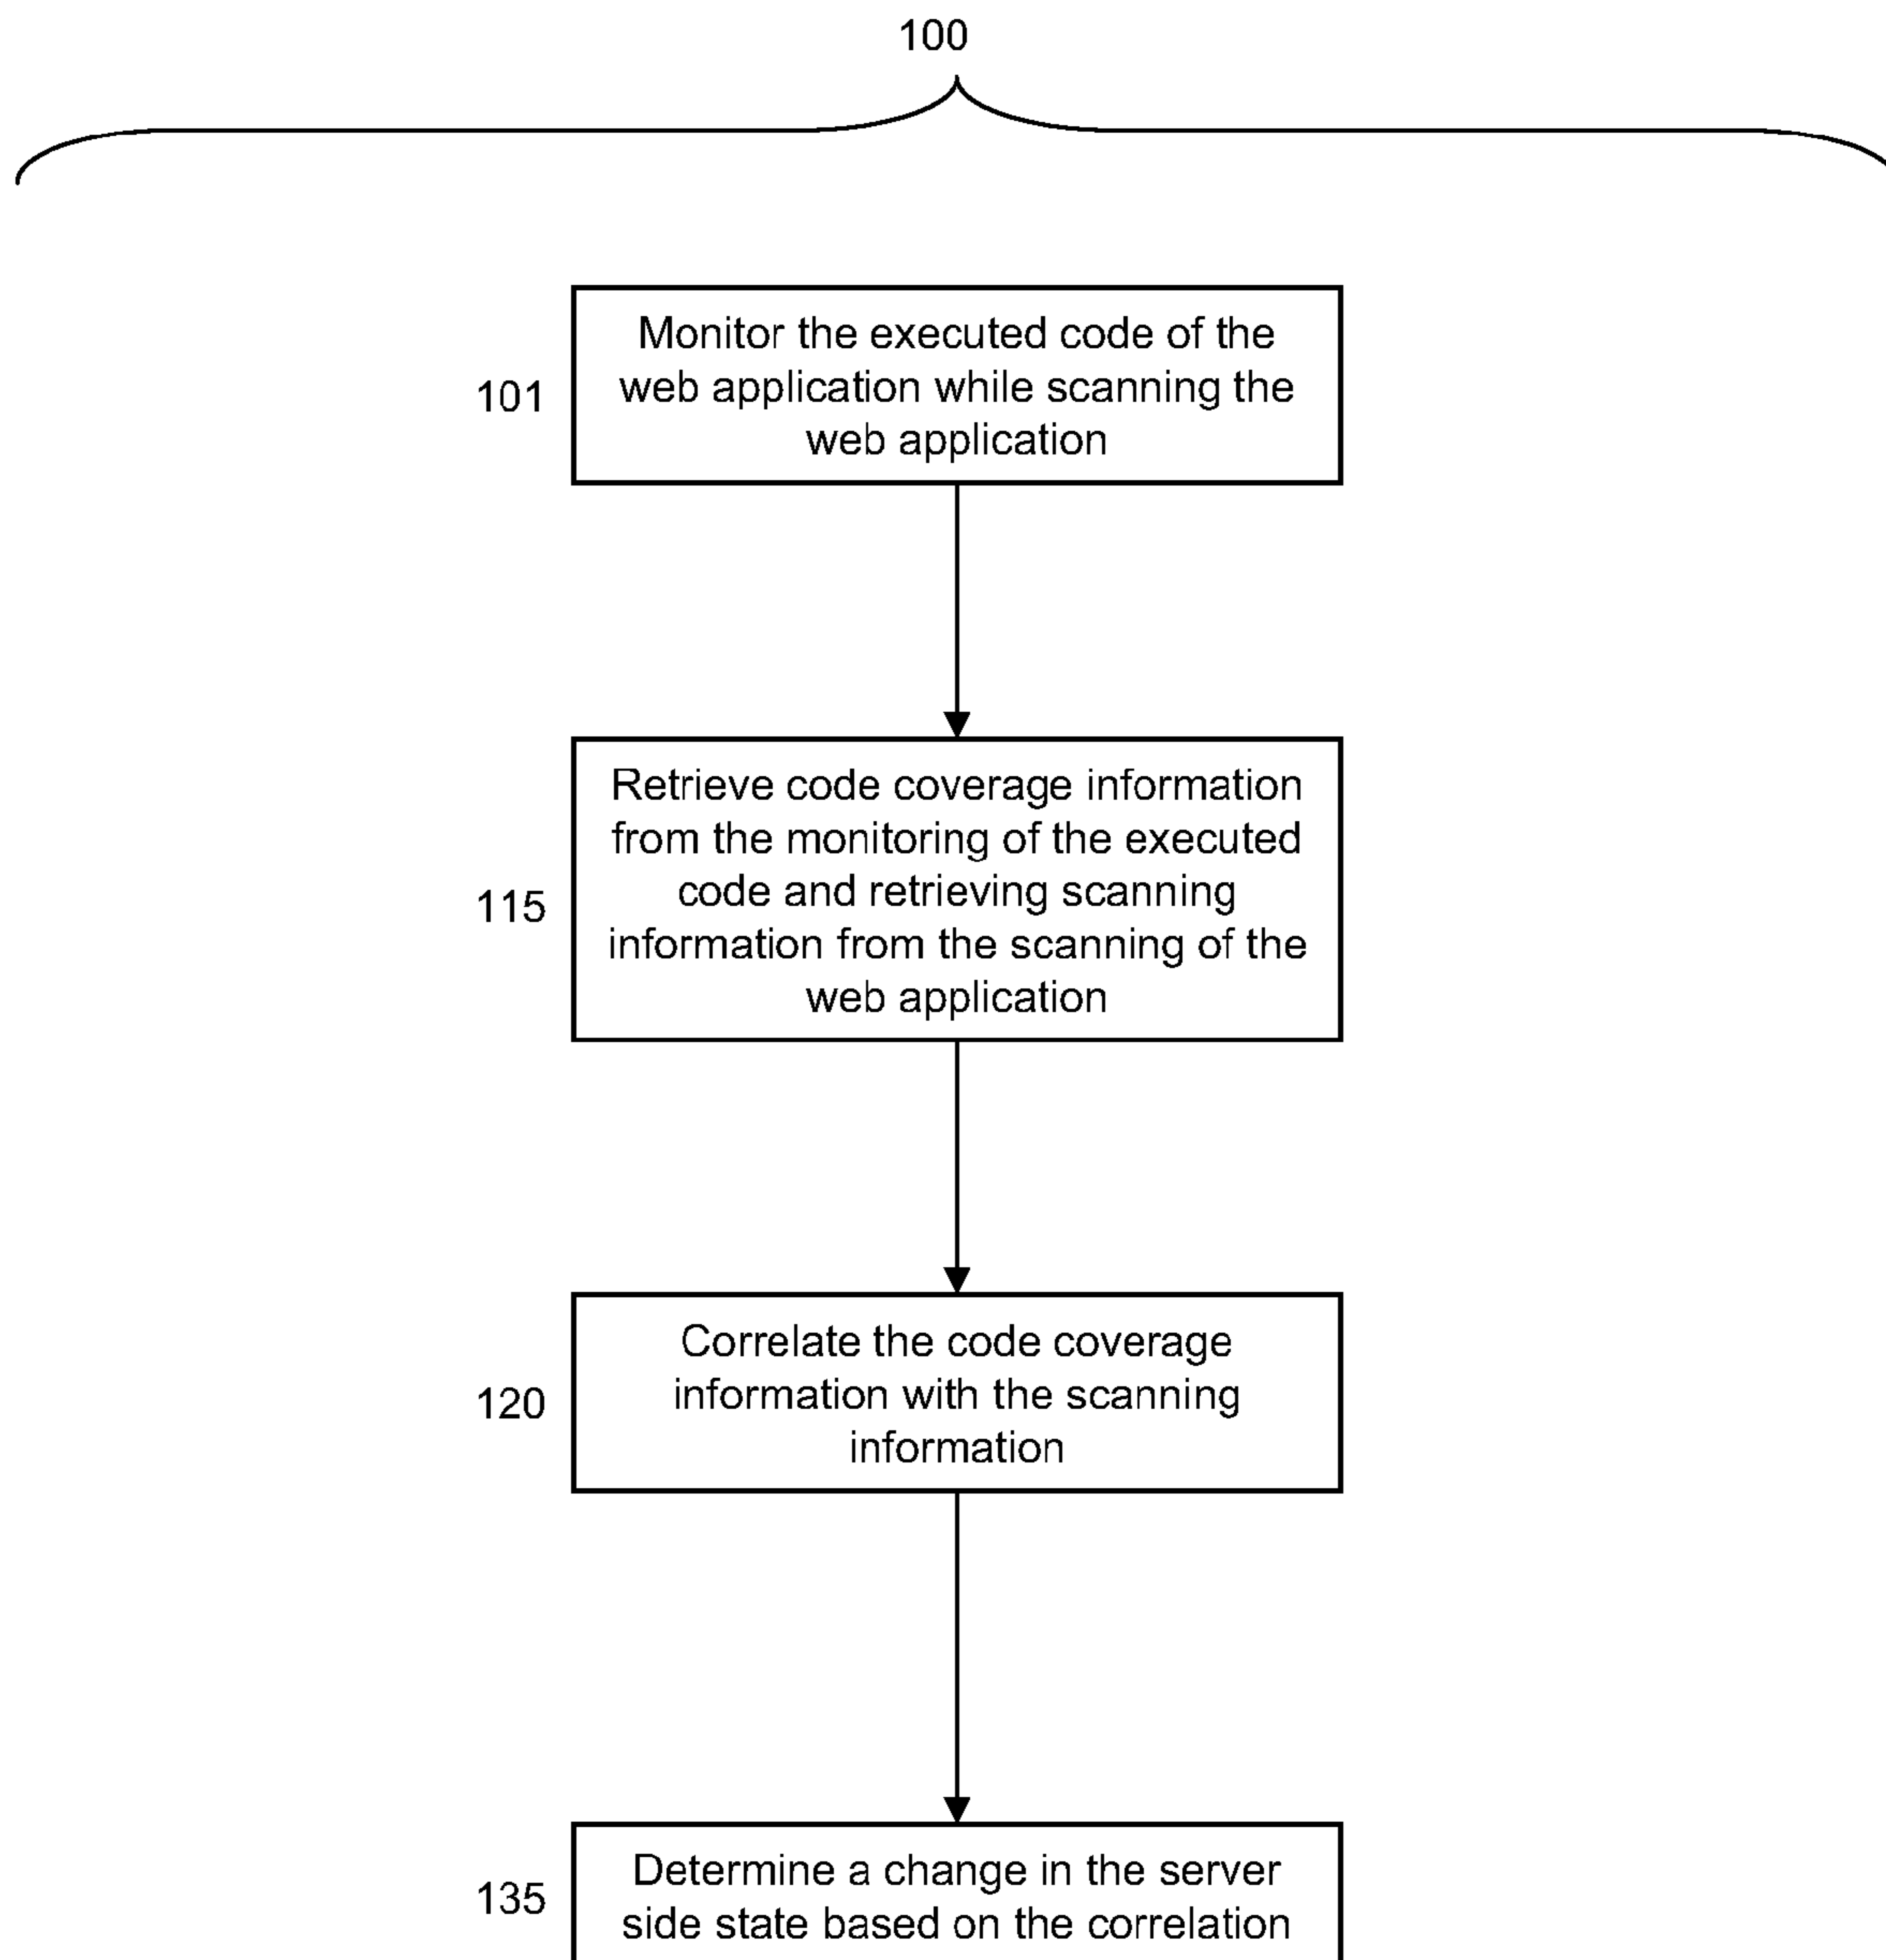 100
Monitor the executed code of the
web application while scanning the
web application
101
Retrieve code coverage information
from the monitoring of the executed
code and retrieving scanning
information from the scanning of the
web application
115
Correlate the code coverage
information with the scanning
information
120
Determine a change in the server
side state based on the correlation
135